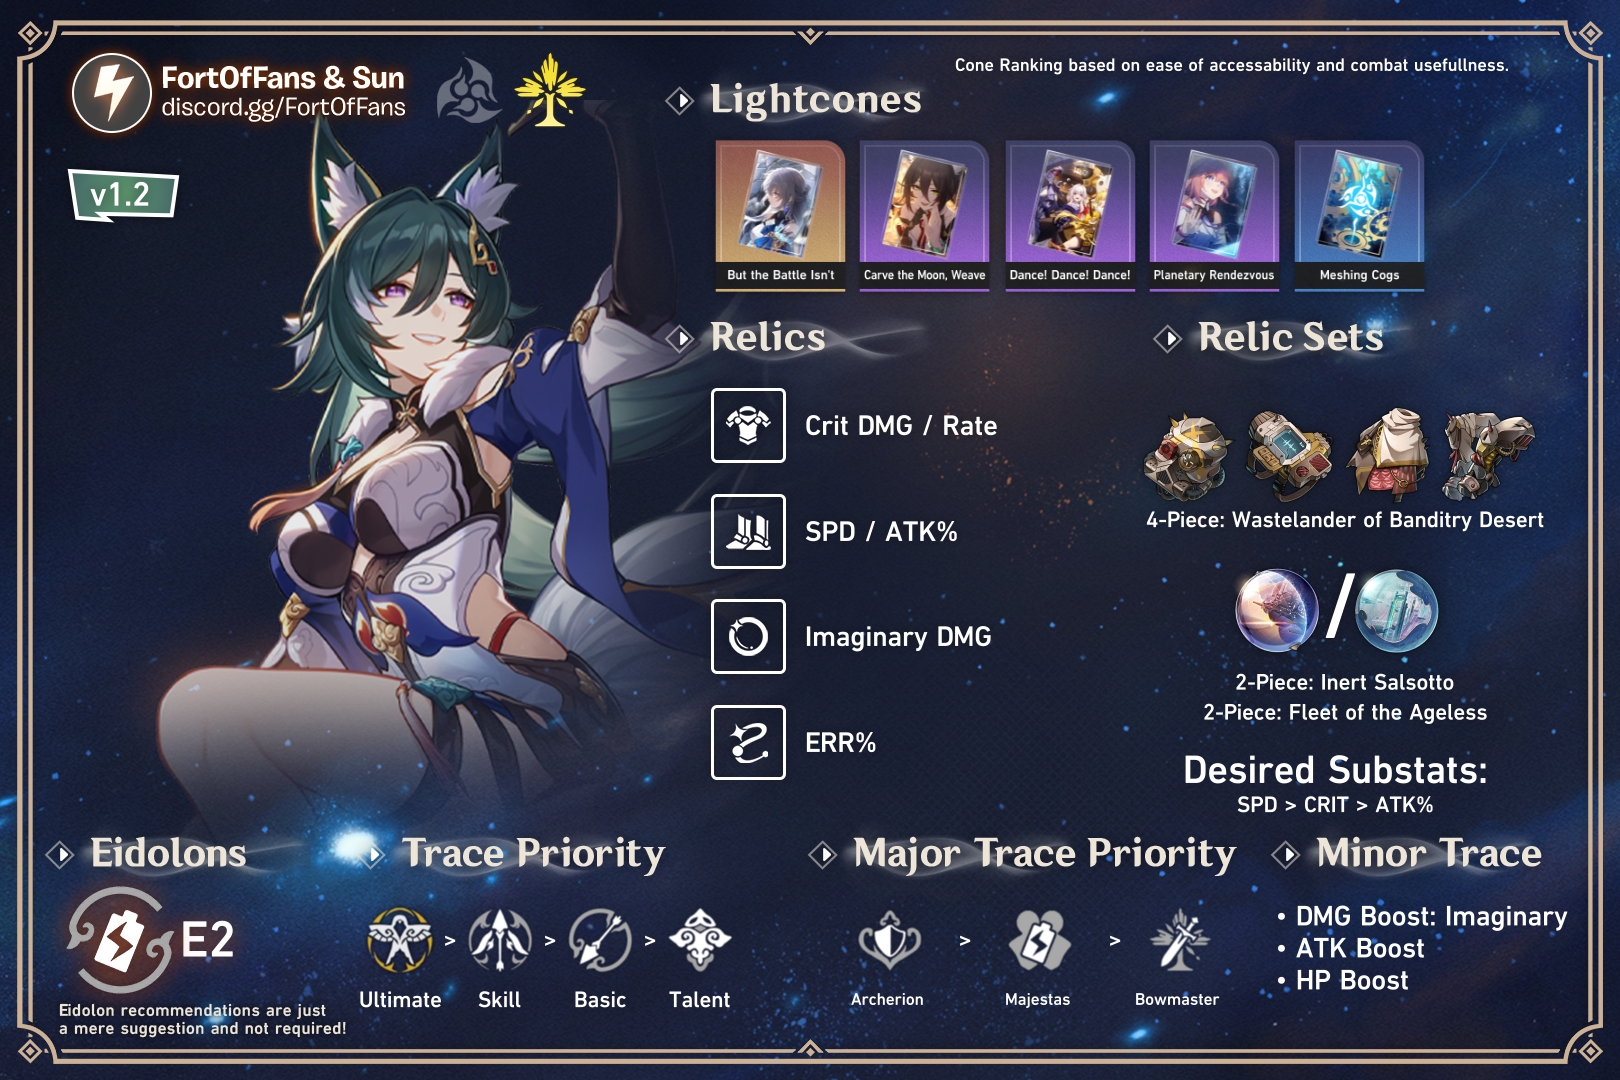 FortOfFans & Sun
discord.gg/FortOfFans
v1.2
Cone Ranking based on ease of accessability and combat usefullness.
Lightcones
But the Battle Isn't
Carve the Moon, Weave
Dance! Dance! Dance!
Planetary Rendezvous
Meshing Cogs
Relics
Crit DMG / Rate
SPD / ATK%
Imaginary DMG
ERR%
Relic Sets
4-Piece: Wastelander of Banditry Desert
/
2-Piece: Inert Salsotto
2-Piece: Fleet of the Ageless
Desired Substats:
SPD > CRIT > ATK%
Eidolons
E2
Eidolon recommendations are just
a mere suggestion and not required!
Trace Priority
> > >
Ultimate Skill Basic Talent
Major Trace Priority
> >
Archerion Majestas Bowmaster
Minor Trace
• DMG Boost: Imaginary
• ATK Boost
• HP Boost